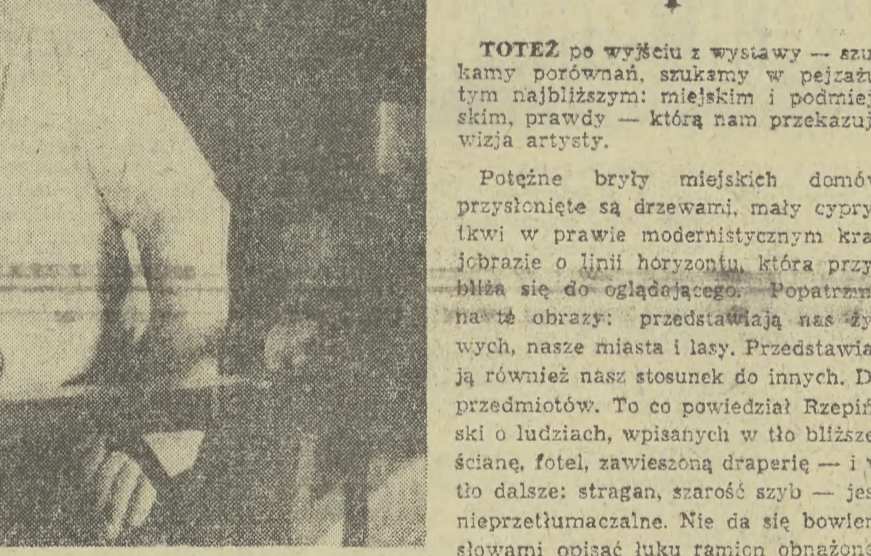 TOTEŻ po wyjściu z wystawy — szu
kamy porównań, szukamy w pejzażu
tym najbliższym: miejskim i podmiej
skim, prawdy — którą nam przekazuj
wizja artysty.
Potężne bryły miejskich domów
przysłonięte są drzewami, mały cypry
tkwi w prawie modernistycznym kra
jobrazie o linii horyzontu, która przy
bliża się do oglądającego. Popatrzm
na te obrazy: przedstawiają nas ży
wych, nasze miasta i lasy. Przedstawia
ją również nasz stosunek do innych. D
przedmiotów. To co powiedział Rzepiń
ski o ludziach, wpisanych w tło bliższe
ścianę, fotel, zawieszoną draperię — i
tło dalsze: stragan, szarość szyb — jes
nieprzetłumaczalne. Nie da się bowiem
słowami opisać łuku ramion obnażone